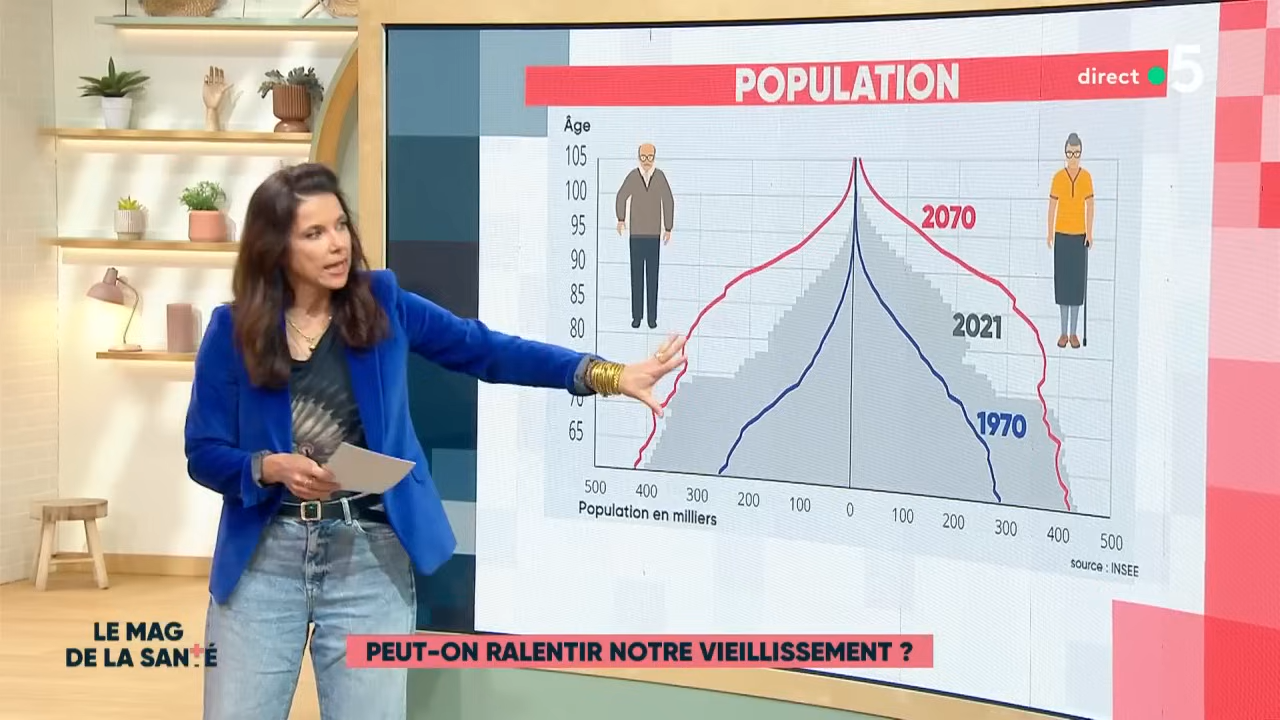 POPULATION
direct 5
Âge
105
100
95
90
85
80
70
65
2070
2021
1970
500 400 300 200 100 0 100 200 300 400 500
Population en milliers
source : INSEE
LE MAG
DE LA SANTÉ
PEUT-ON RALENTIR NOTRE VIEILLISSEMENT ?